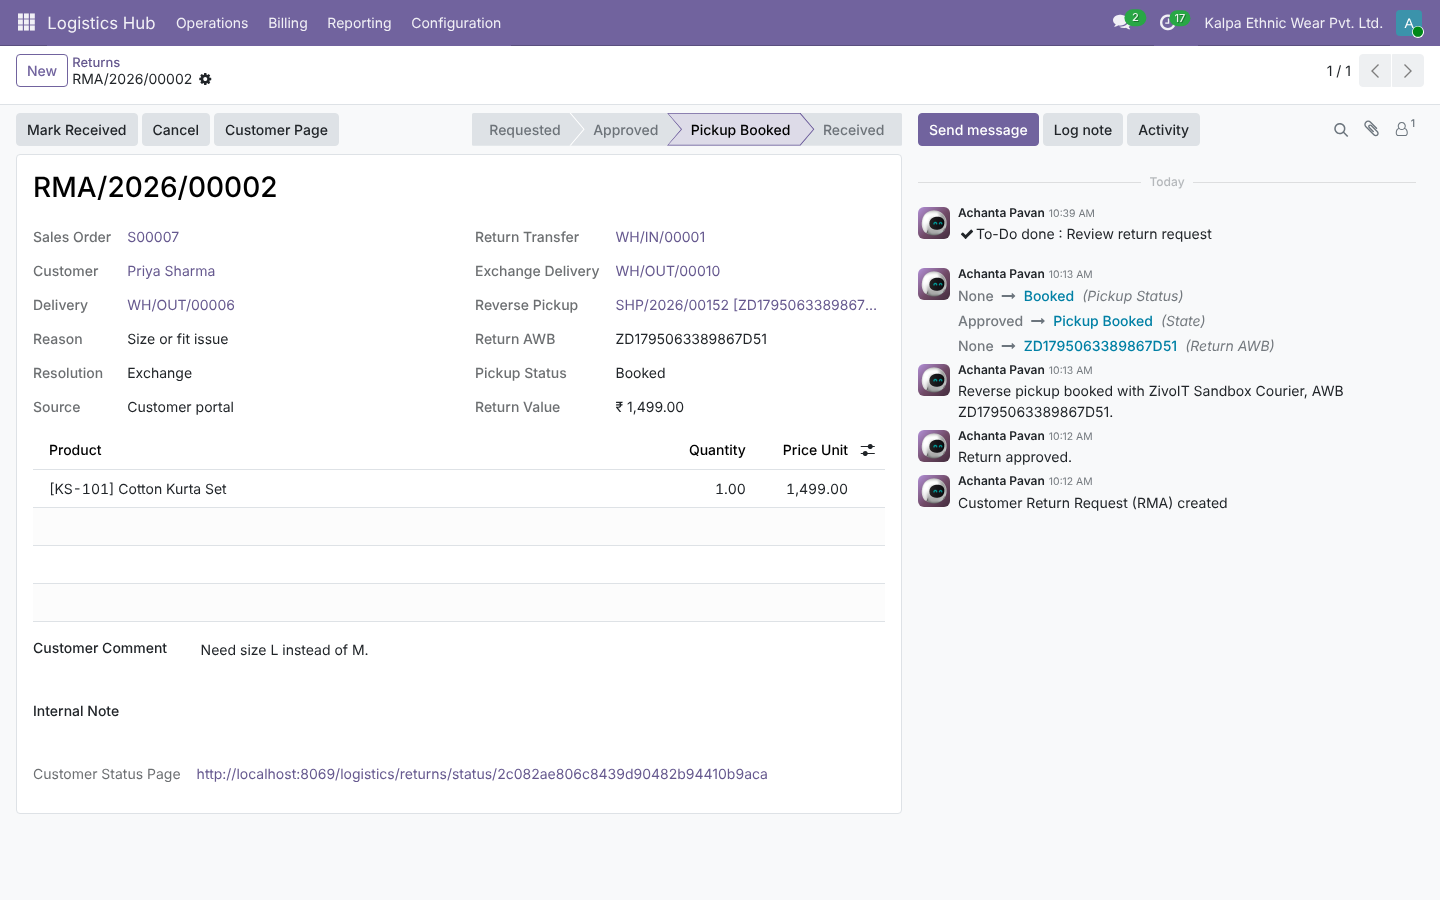 Logistics Hub Operations Billing Reporting Configuration 2 17 Kalpa Ethnic Wear Pvt. Ltd. A
New Returns
RMA/2026/00002
1 / 1
Mark Received Cancel Customer Page
Requested Approved Pickup Booked Received
Send message Log note Activity 1
RMA/2026/00002
Sales Order S00007
Customer Priya Sharma
Delivery WH/OUT/00006
Reason Size or fit issue
Resolution Exchange
Source Customer portal
Return Transfer WH/IN/00001
Exchange Delivery WH/OUT/00010
Reverse Pickup SHP/2026/00152 [ZD1795063389867...
Return AWB ZD1795063389867D51
Pickup Status Booked
Return Value ₹ 1,499.00
Product Quantity Price Unit
[KS-101] Cotton Kurta Set 1.00 1,499.00
Customer Comment Need size L instead of M.
Internal Note
Customer Status Page http://localhost:8069/logistics/returns/status/2c082ae806c8439d90482b94410b9aca
Today
Achanta Pavan 10:39 AM
To-Do done : Review return request
Achanta Pavan 10:13 AM
None → Booked (Pickup Status)
Approved → Pickup Booked (State)
None → ZD1795063389867D51 (Return AWB)
Achanta Pavan 10:13 AM
Reverse pickup booked with ZivoIT Sandbox Courier, AWB
ZD1795063389867D51.
Achanta Pavan 10:12 AM
Return approved.
Achanta Pavan 10:12 AM
Customer Return Request (RMA) created